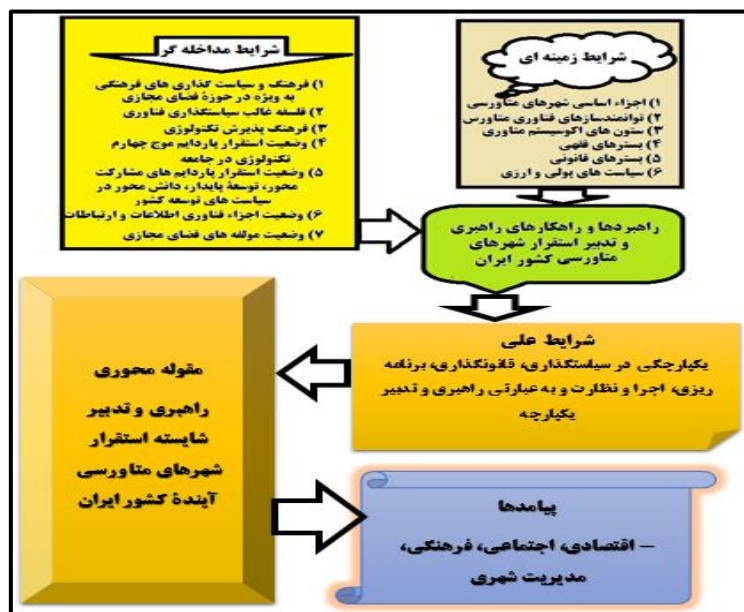 شرایط مداخله گر
۱) فرهنگ و سیاست گذاری های فرهنگی
به ویژه در حوزهٔ فضای مجازی
۲) فلسفه غالب سیاستگذاری فناوری
۳) فرهنگ پذیرش تکنولوژی
۴) وضعیت استقرار پاردایم موج چهارم
تکنولوژی در جامعه
۵) وضعیت استقرار پاردایم های مشارکت
محور، توسعهٔ پایدار، دانش محور در
سیاست های توسعه کشور
۶) وضعیت اجزاء فناوری اطلاعات و ارتباطات
۷) وضعیت مولفه های فضای مجازی
شرایط زمینه ای
۱) اجزاء اساسی شهرهای متاورسی
۲) توانمندسازهای فناوری متاورس
۳) ستون های اکوسیستم متاوری
۴) بسترهای فقهی
۵) بسترهای قانونی
۶) سیاست های پولی و ارزی
راهبردها و راهکارهای راهبری
و تدبیر استقرار شهرهای
متاورسی کشور ایران
شرایط علی
یکپارچگی در سیاستگذاری، قانونگذاری، برنامه
ریزی، اجرا و نظارت و به عبارتی راهبری و تدبیر
یکپارچه
مقوله محوری
راهبری و تدبیر
شایسته استقرار
شهرهای متاورسی
آیندهٔ کشور ایران
پیامدها
– اقتصادی، اجتماعی، فرهنگی،
مدیریت شهری